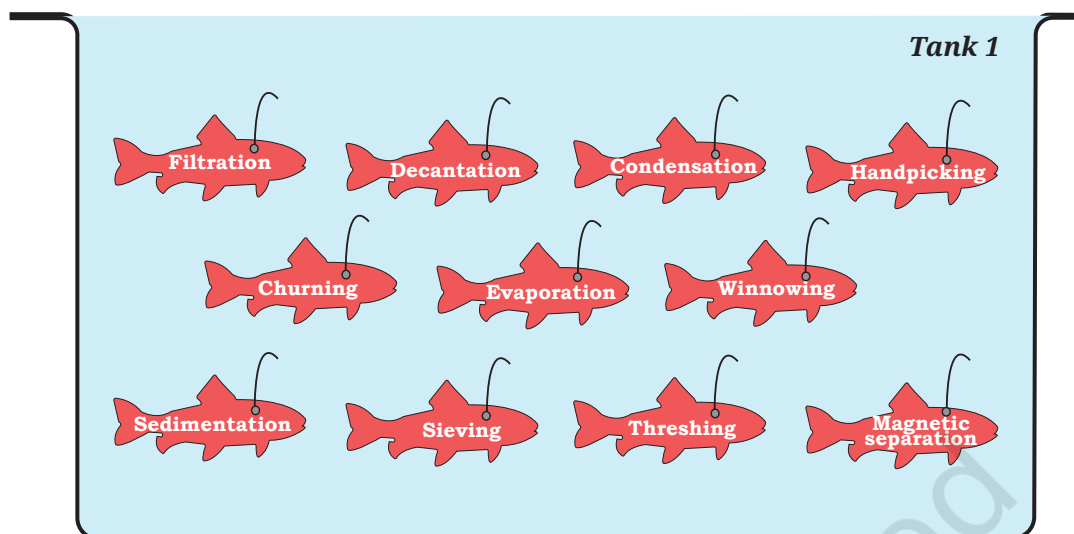 Tank 1
Filtration
Decantation
Condensation
Handpicking
Churning
Evaporation
Winnowing
Sedimentation
Sieving
Threshing
Magnetic
separation